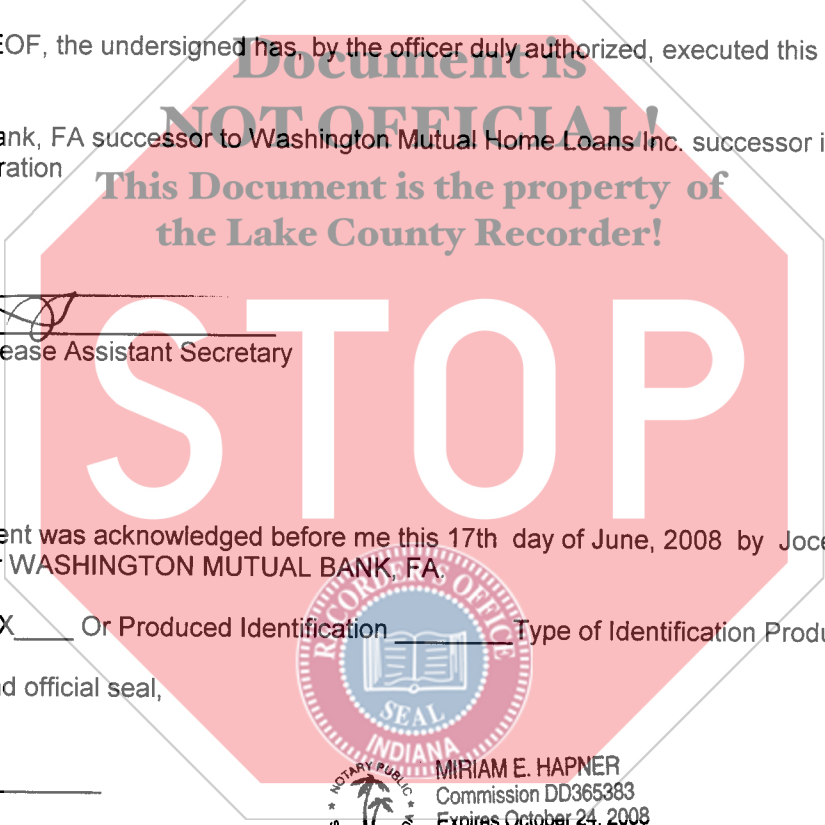 EOF, the undersigned has, by the officer duly authorized, executed this
Document is
NOT OFFICIAL!
ank, FA successor to Washington Mutual Home Loans Inc. successor i
ration
This Document is the property of
the Lake County Recorder!
STOP
ease Assistant Secretary
ent was acknowledged before me this 17th day of June, 2008 by Joce
WASHINGTON MUTUAL BANK, FA.
X____ Or Produced Identification __________Type of Identification Produ
d official seal,
RECORDER'S OFFICE
SEAL
INDIANA
NOTARY PUBLIC
MIRIAM E. HAPNER
Commission DD365383
Expires October 24, 2008